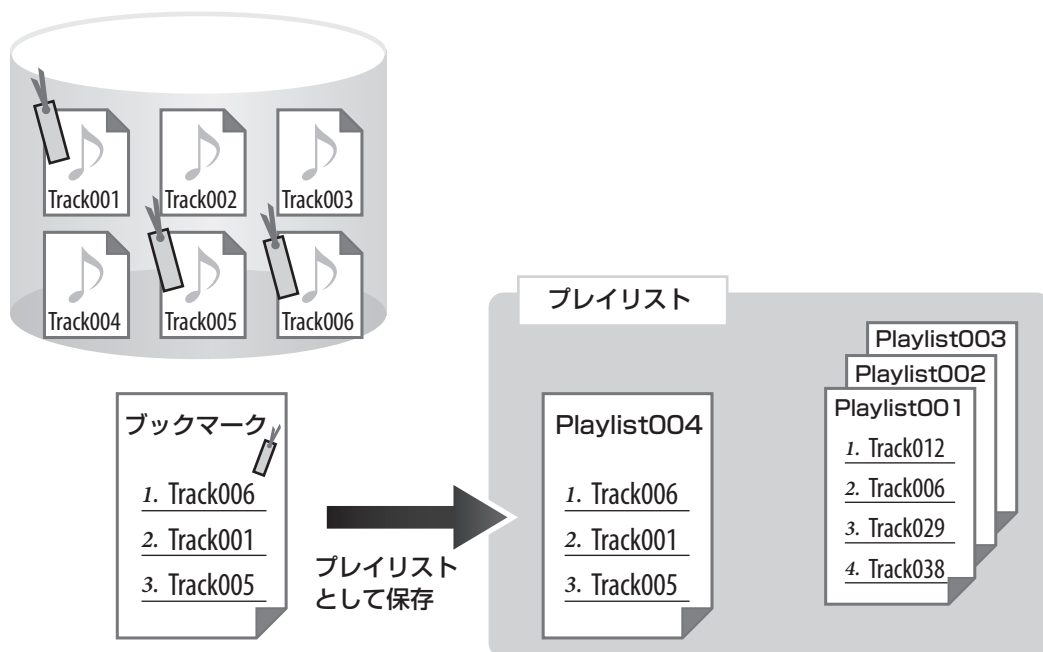 Track001
Track002
Track003
Track004
Track005
Track006
ブックマーク
1. Track006
2. Track001
3. Track005
プレイリスト
として保存
プレイリスト
Playlist004
1. Track006
2. Track001
3. Track005
Playlist003
Playlist002
Playlist001
1. Track012
2. Track006
3. Track029
4. Track038